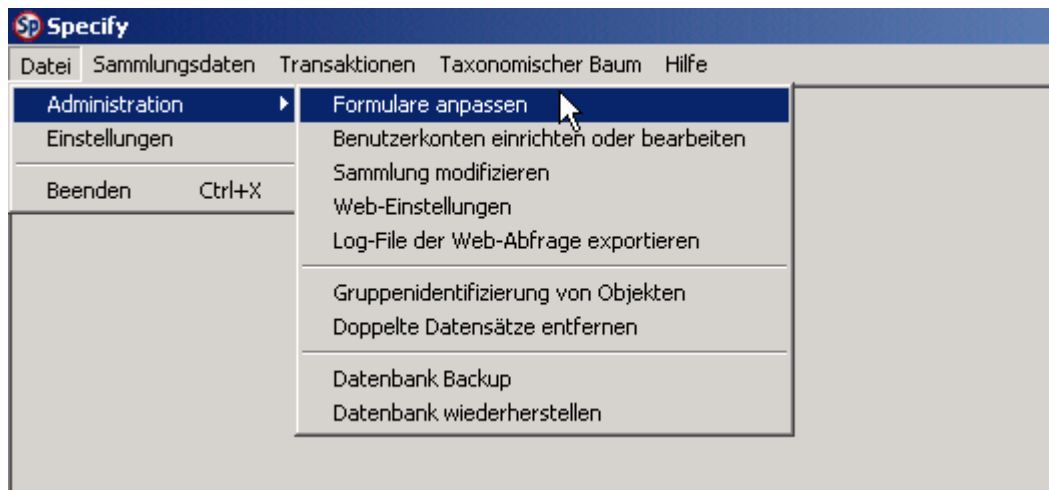 Sp Specify
Datei Sammlungsdaten Transaktionen Taxonomischer Baum Hilfe
Administration
Einstellungen
Beenden Ctrl+X
Formulare anpassen
Benutzerkonten einrichten oder bearbeiten
Sammlung modifizieren
Web-Einstellungen
Log-File der Web-Abfrage exportieren
Gruppenidentifizierung von Objekten
Doppelte Datensätze entfernen
Datenbank Backup
Datenbank wiederherstellen